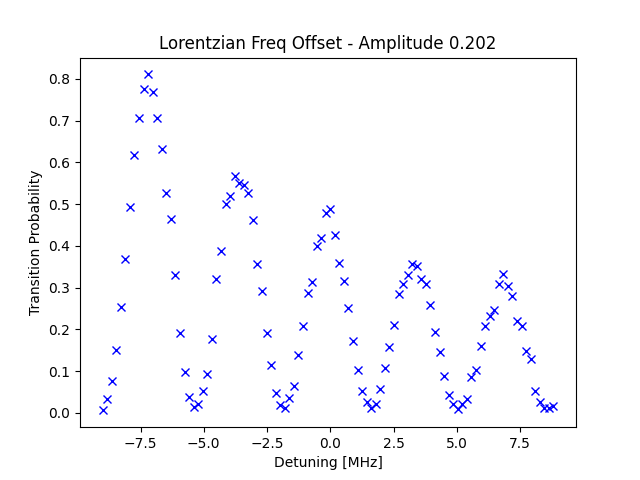 Lorentzian Freq Offset - Amplitude 0.202
Transition Probability
0.8
0.7
0.6
0.5
0.4
0.3
0.2
0.1
0.0
−7.5 −5.0 −2.5 0.0 2.5 5.0 7.5
Detuning [MHz]